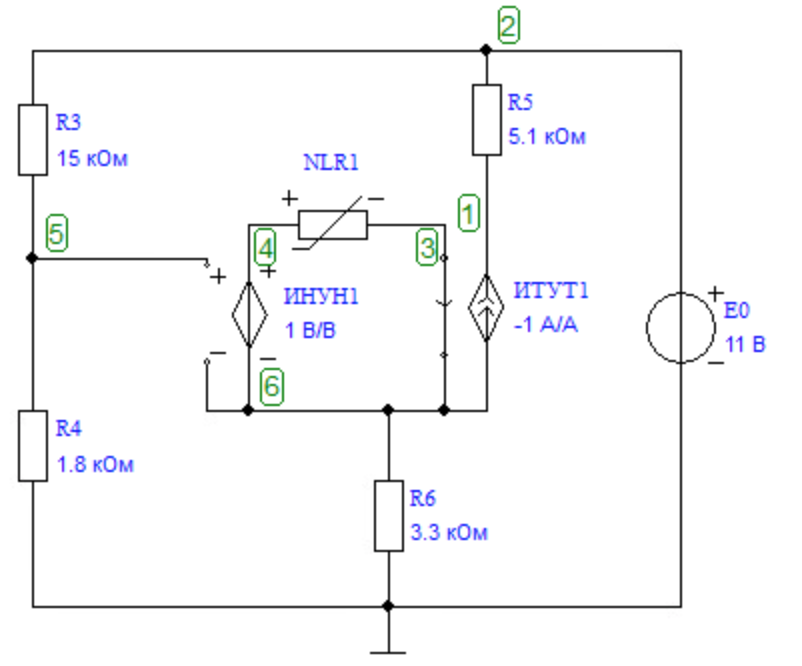 2
R3
15 кОм
R5
5.1 кОм
NLR1
+
−
1
5
4
3
+
+
ИНУН1
1 В/В
ИТУТ1
-1 А/А
+
E0
11 В
−
−
−
6
R4
1.8 кОм
R6
3.3 кОм